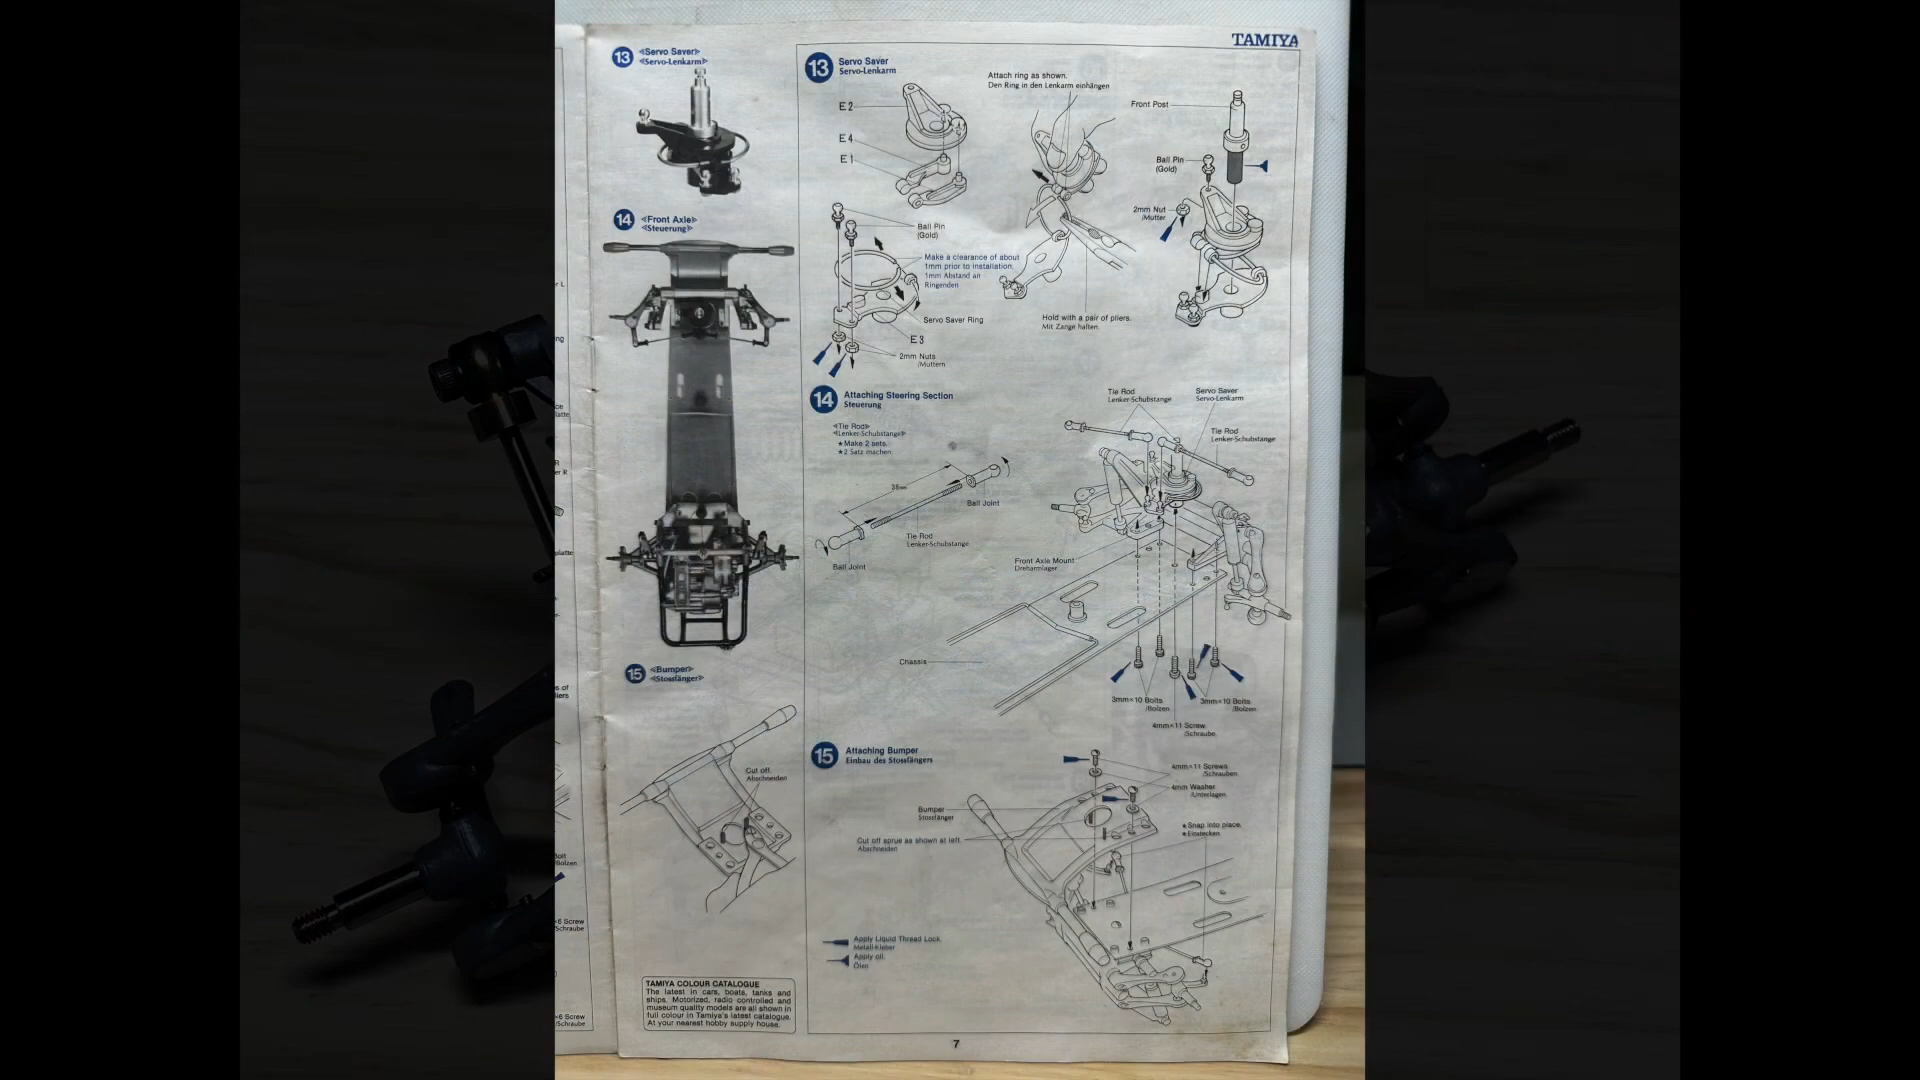 TAMIYA
13
≪Servo Saver≫
≪Servo-Lenkarm≫
14
≪Front Axle≫
≪Steuerung≫
15
≪Bumper≫
≪Stossfänger≫
Cut off.
Abschneiden
TAMIYA COLOUR CATALOGUE
The latest in cars, boats, tanks and
ships. Motorized, radio controlled and
museum quality models are all shown in
full colour in Tamiya's latest catalogue.
At your nearest hobby supply house.
13
Servo Saver
Servo-Lenkarm
E2
E4
E1
Attach ring as shown.
Den Ring in den Lenkarm einhängen
Front Post
Ball Pin
(Gold)
2mm Nut
/Mutter
Ball Pin
(Gold)
Make a clearance of about
1mm prior to installation.
1mm Abstand an
Ringenden
Servo Saver Ring
E3
2mm Nuts
/Muttern
Hold with a pair of pliers.
Mit Zange halten.
14
Attaching Steering Section
Steuerung
≪Tie Rod≫
≪Lenker-Schubstange≫
★Make 2 sets.
★2 Satz machen.
38mm
Ball Joint
Tie Rod
Lenker-Schubstange
Ball Joint
Tie Rod
Lenker-Schubstange
Servo Saver
Servo-Lenkarm
Tie Rod
Lenker-Schubstange
Front Axle Mount
Dreharmlager
Chassis
3mm×10 Bolts
/Bolzen
3mm×10 Bolts
/Bolzen
4mm×11 Screw
/Schraube
15
Attaching Bumper
Einbau des Stossfängers
4mm×11 Screws
/Schrauben
4mm Washer
/Unterlagen
Bumper
Stossfänger
Cut off sprue as shown at left.
Abschneiden
★Snap into place.
★Einstecken
Apply Liquid Thread Lock.
Metall-Kleber
Apply oil.
Ölen
7